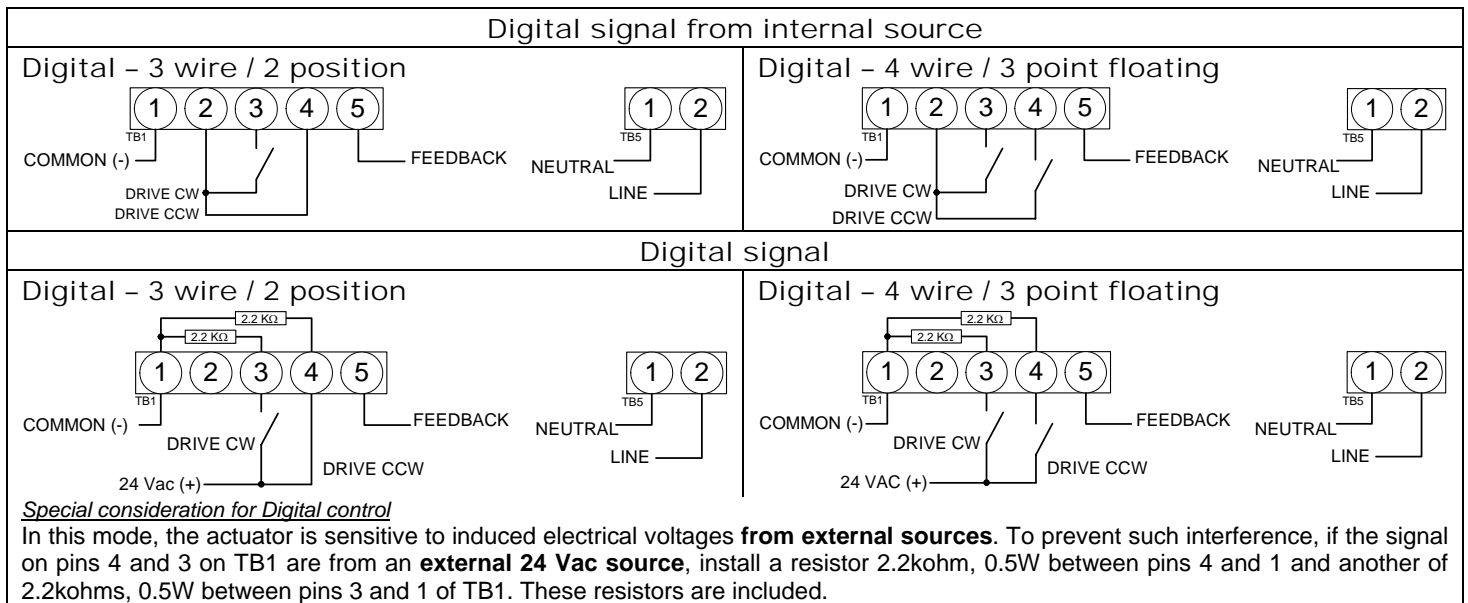 Digital signal from internal source
Digital – 3 wire / 2 position
1 2 3 4 5
TB1
COMMON (-)
DRIVE CW
DRIVE CCW
FEEDBACK
1 2
TB5
NEUTRAL
LINE
Digital – 4 wire / 3 point floating
1 2 3 4 5
TB1
COMMON (-)
DRIVE CW
DRIVE CCW
FEEDBACK
1 2
TB5
NEUTRAL
LINE
Digital signal
Digital – 3 wire / 2 position
2.2 KΩ
2.2 KΩ
1 2 3 4 5
TB1
COMMON (-)
DRIVE CW
DRIVE CCW
24 Vac (+)
FEEDBACK
1 2
TB5
NEUTRAL
LINE
Digital – 4 wire / 3 point floating
2.2 KΩ
2.2 KΩ
1 2 3 4 5
TB1
COMMON (-)
DRIVE CW
DRIVE CCW
24 VAC (+)
FEEDBACK
1 2
TB5
NEUTRAL
LINE
Special consideration for Digital control
In this mode, the actuator is sensitive to induced electrical voltages from external sources. To prevent such interference, if the signal
on pins 4 and 3 on TB1 are from an external 24 Vac source, install a resistor 2.2kohm, 0.5W between pins 4 and 1 and another of
2.2kohms, 0.5W between pins 3 and 1 of TB1. These resistors are included.